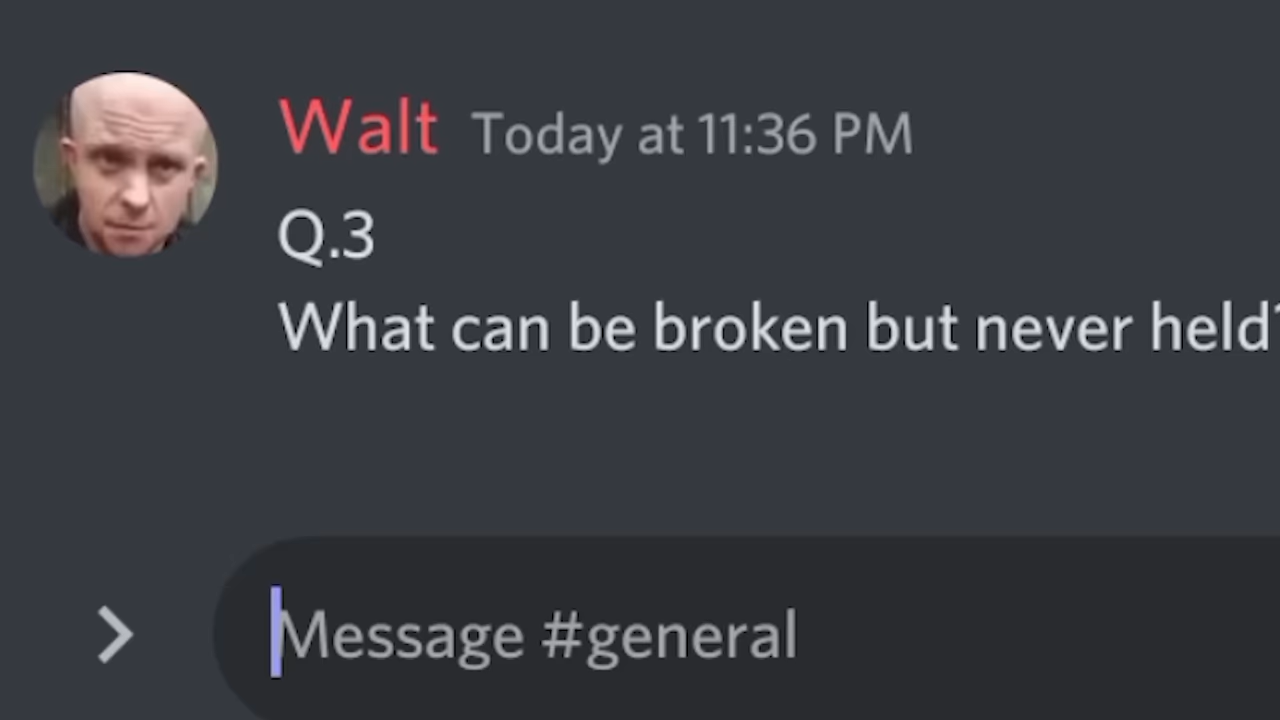 Walt Today at 11:36 PM
Q.3
What can be broken but never held?
Message #general